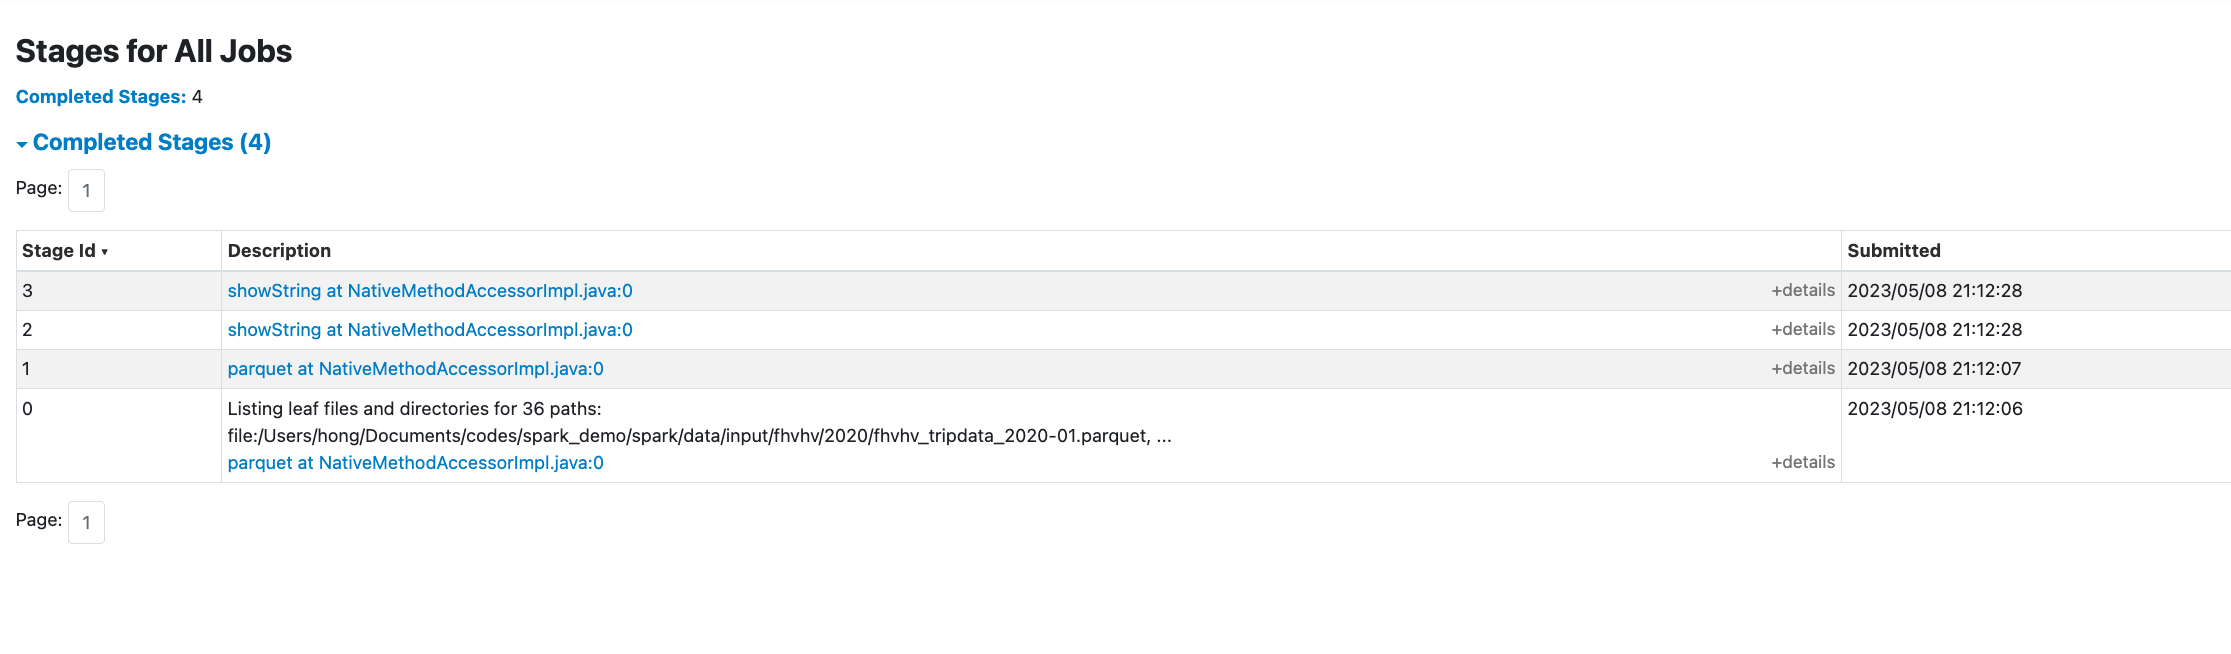 Stages for All Jobs
Completed Stages: 4
Completed Stages (4)
Page: 1
Stage Id ▾ Description Submitted
3 showString at NativeMethodAccessorImpl.java:0 +details 2023/05/08 21:12:28
2 showString at NativeMethodAccessorImpl.java:0 +details 2023/05/08 21:12:28
1 parquet at NativeMethodAccessorImpl.java:0 +details 2023/05/08 21:12:07
0 Listing leaf files and directories for 36 paths: 2023/05/08 21:12:06
file:/Users/hong/Documents/codes/spark_demo/spark/data/input/fhvhv/2020/fhvhv_tripdata_2020-01.parquet, ...
parquet at NativeMethodAccessorImpl.java:0 +details
Page: 1